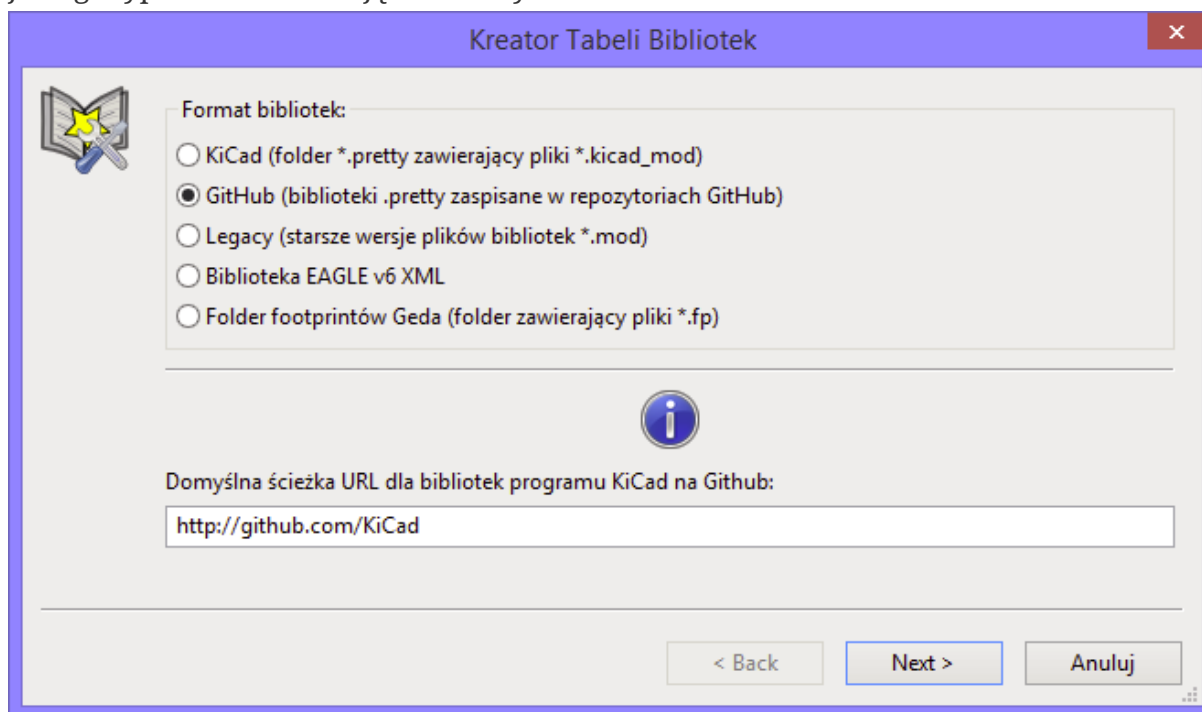 Kreator Tabeli Bibliotek
Format bibliotek:
KiCad (folder *.pretty zawierający pliki *.kicad_mod)
GitHub (biblioteki .pretty zaspisane w repozytoriach GitHub)
Legacy (starsze wersje plików bibliotek *.mod)
Biblioteka EAGLE v6 XML
Folder footprintów Geda (folder zawierający pliki *.fp)
Domyślna ścieżka URL dla bibliotek programu KiCad na Github:
http://github.com/KiCad
< Back Next > Anuluj